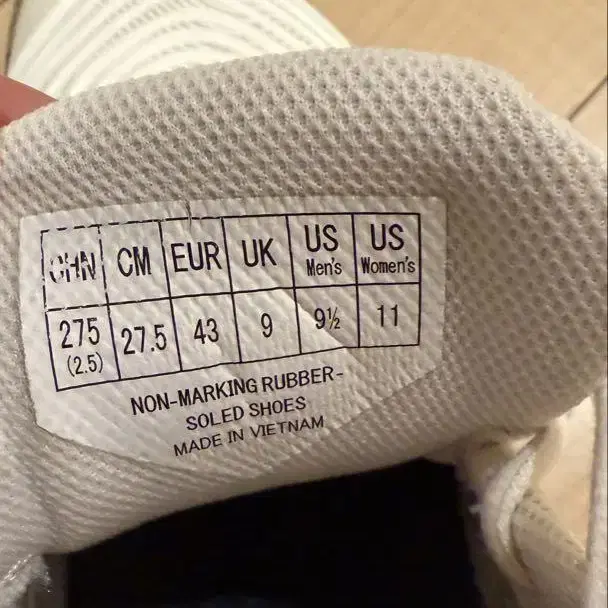 CHN CM EUR UK US Men's US Women's
275 (2.5) 27.5 43 9 9½ 11
NON-MARKING RUBBER-
SOLED SHOES
MADE IN VIETNAM